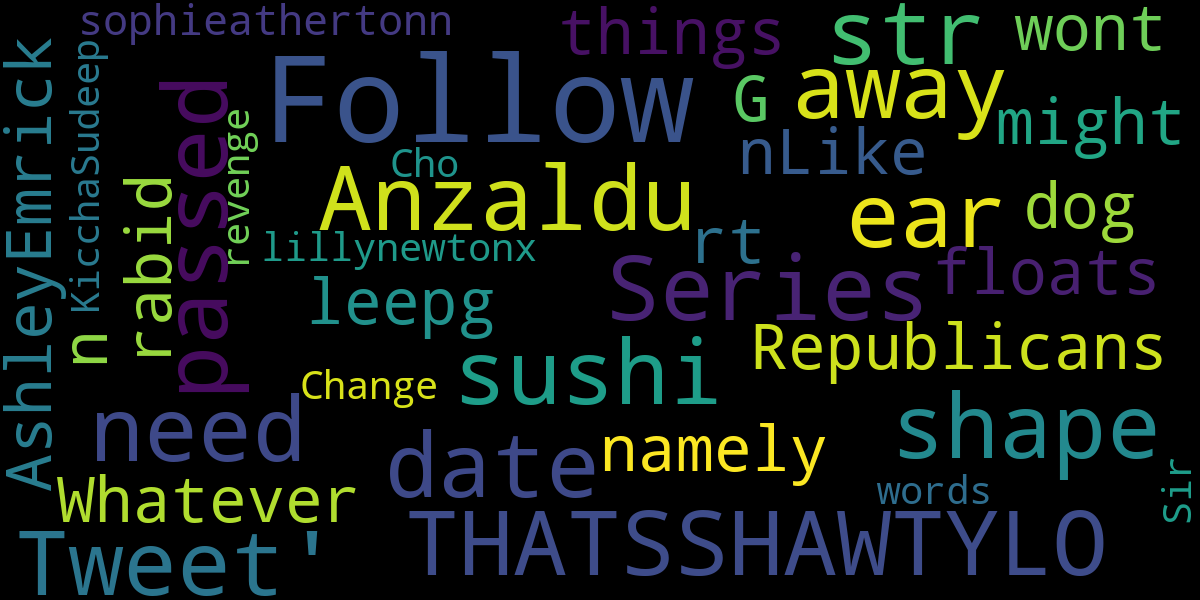 sophieathertonn
things
str
wont
Follow
G
away
might
AshleyEmrick
KicchaSudeep
passed
revenge
Cho
nLike
rabid
Anzaldu
ear
dog
lillynewtonx
rt
n
leepg
Series
floats
Republicans
Change
sushi
need
date
namely
shape
Whatever
words
Sir
Tweet'
THATSSHAWTYLO